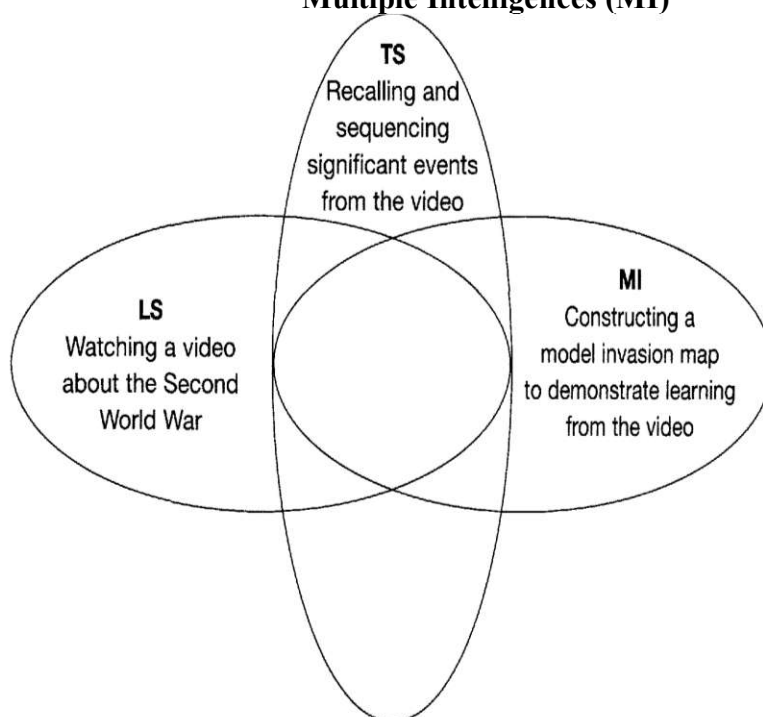 Multiple Intelligences (MI)
TS
Recalling and
sequencing
significant events
from the video
LS
Watching a video
about the Second
World War
MI
Constructing a
model invasion map
to demonstrate learning
from the video